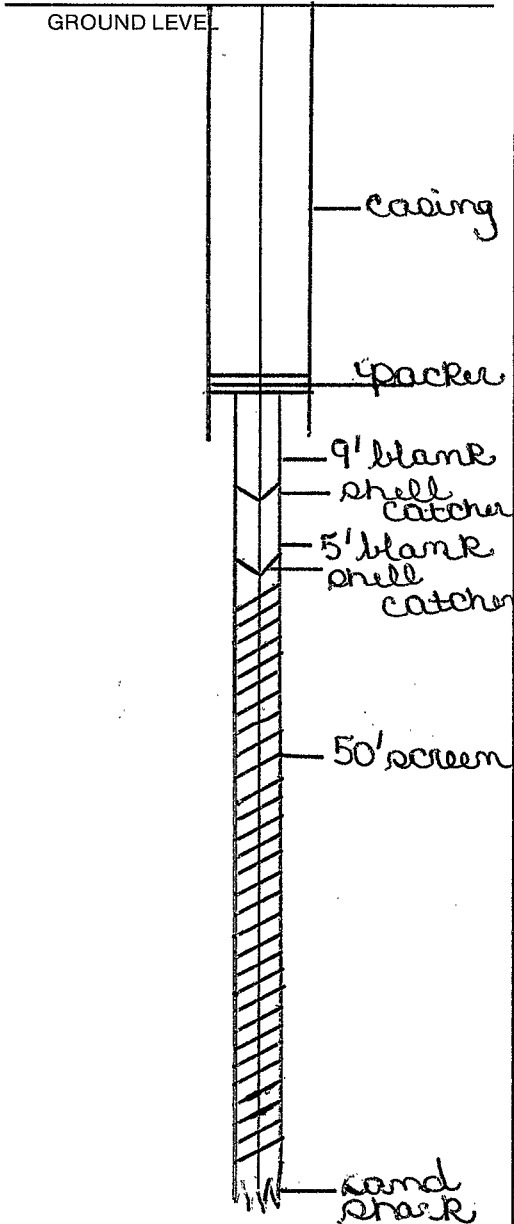 GROUND LEVEL
casing
packer
9' blank
shell
catcher
5' blank
shell
catcher
50' screen
sand
shark